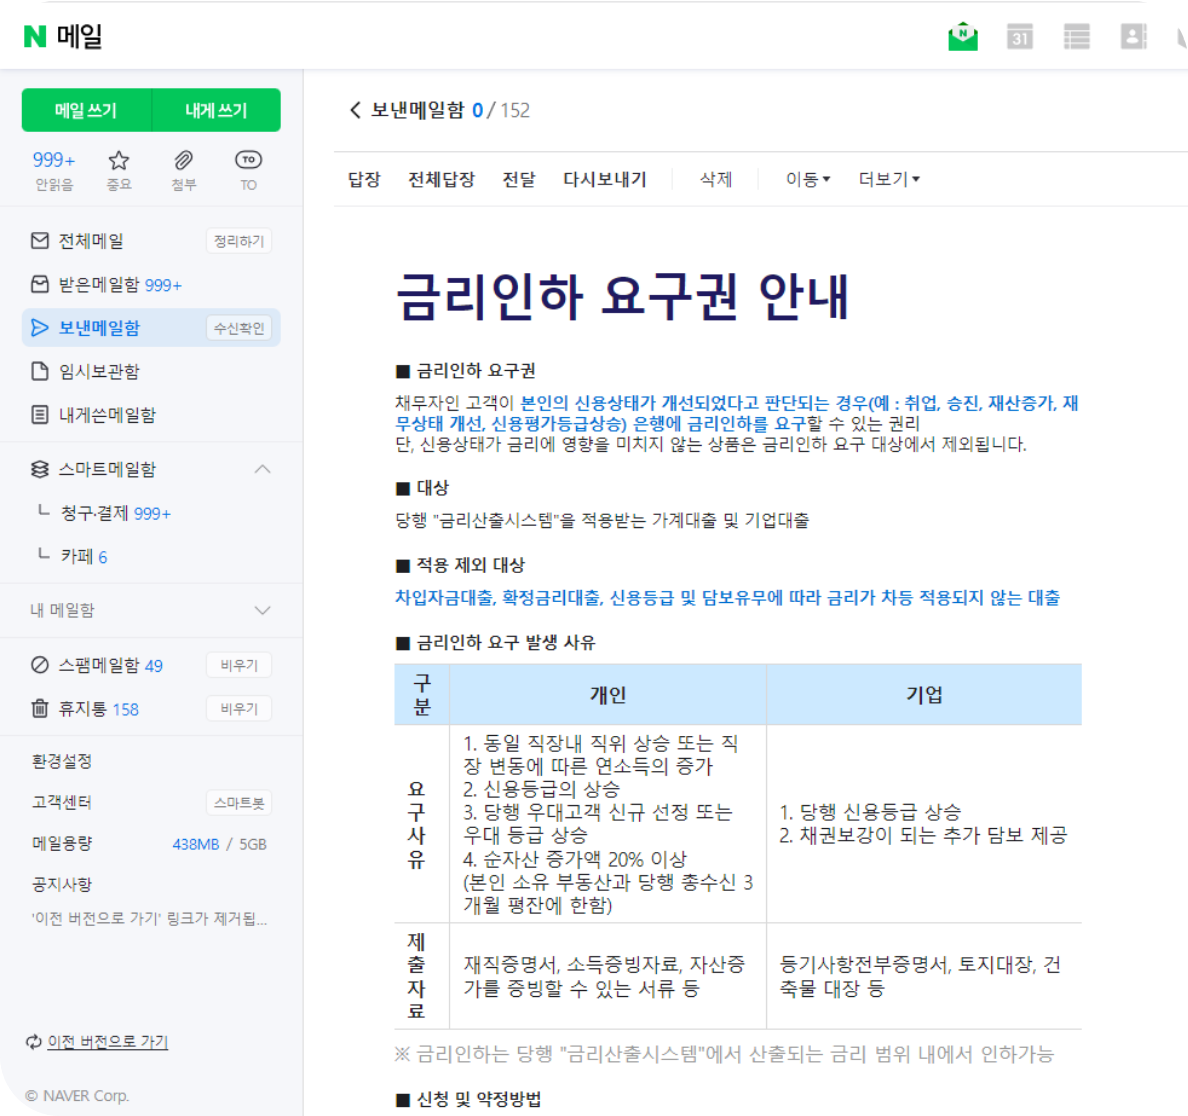 N 메일
31
메일 쓰기 내게 쓰기
999+ TO
안읽음 중요 첨부 TO
전체메일 정리하기
받은메일함 999+
보낸메일함 수신확인
임시보관함
내게쓴메일함
스마트메일함
청구·결제 999+
카페 6
내 메일함
스팸메일함 49 비우기
휴지통 158 비우기
환경설정
고객센터 스마트봇
메일용량 438MB / 5GB
공지사항
'이전 버전으로 가기' 링크가 제거됩...
이전 버전으로 가기
© NAVER Corp.
보낸메일함 0 / 152
답장 전체답장 전달 다시보내기 삭제 이동▾ 더보기▾
금리인하 요구권 안내
■ 금리인하 요구권
채무자인 고객이 본인의 신용상태가 개선되었다고 판단되는 경우(예 : 취업, 승진, 재산증가, 재
무상태 개선, 신용평가등급상승) 은행에 금리인하를 요구할 수 있는 권리
단, 신용상태가 금리에 영향을 미치지 않는 상품은 금리인하 요구 대상에서 제외됩니다.
■ 대상
당행 "금리산출시스템"을 적용받는 가계대출 및 기업대출
■ 적용 제외 대상
차입자금대출, 확정금리대출, 신용등급 및 담보유무에 따라 금리가 차등 적용되지 않는 대출
■ 금리인하 요구 발생 사유
구
분
개인
기업
요
구
사
유
1. 동일 직장내 직위 상승 또는 직
장 변동에 따른 연소득의 증가
2. 신용등급의 상승
3. 당행 우대고객 신규 선정 또는
우대 등급 상승
4. 순자산 증가액 20% 이상
(본인 소유 부동산과 당행 총수신 3
개월 평잔에 한함)
1. 당행 신용등급 상승
2. 채권보강이 되는 추가 담보 제공
제
출
자
료
재직증명서, 소득증빙자료, 자산증
가를 증빙할 수 있는 서류 등
등기사항전부증명서, 토지대장, 건
축물 대장 등
※ 금리인하는 당행 "금리산출시스템"에서 산출되는 금리 범위 내에서 인하가능
■ 신청 및 약정방법